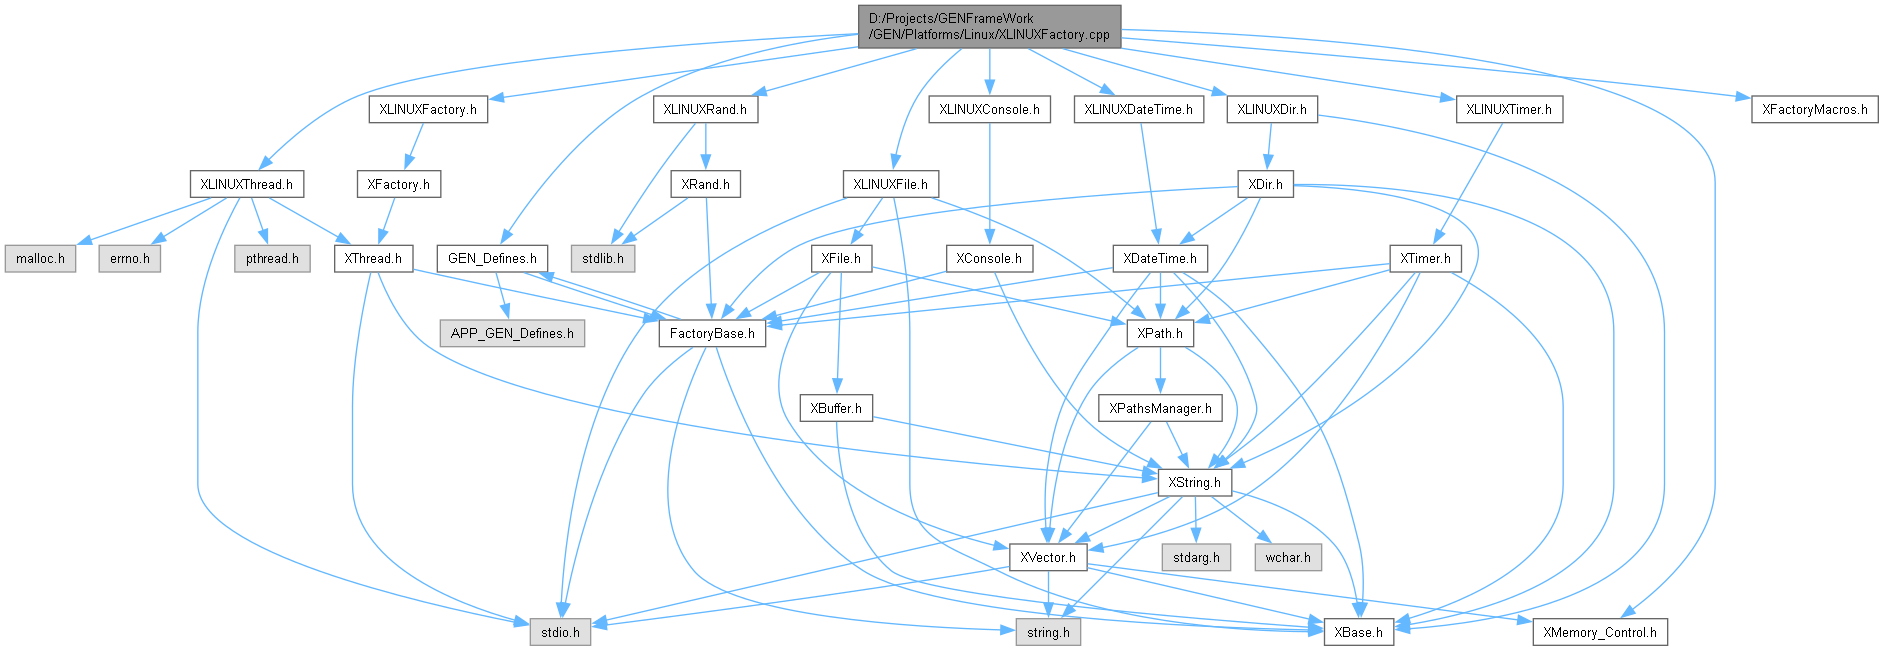 D:/Projects/GENFrameWork
/GEN/Platforms/Linux/XLINUXFactory.cpp
XLINUXFactory.h
XLINUXRand.h
XLINUXConsole.h
XLINUXDateTime.h
XLINUXDir.h
XLINUXTimer.h
XFactoryMacros.h
XLINUXThread.h
XFactory.h
XRand.h
XLINUXFile.h
XDir.h
malloc.h
errno.h
pthread.h
XThread.h
GEN_Defines.h
stdlib.h
XFile.h
XConsole.h
XDateTime.h
XTimer.h
APP_GEN_Defines.h
FactoryBase.h
XPath.h
XBuffer.h
XPathsManager.h
XString.h
XVector.h
stdarg.h
wchar.h
stdio.h
string.h
XBase.h
XMemory_Control.h